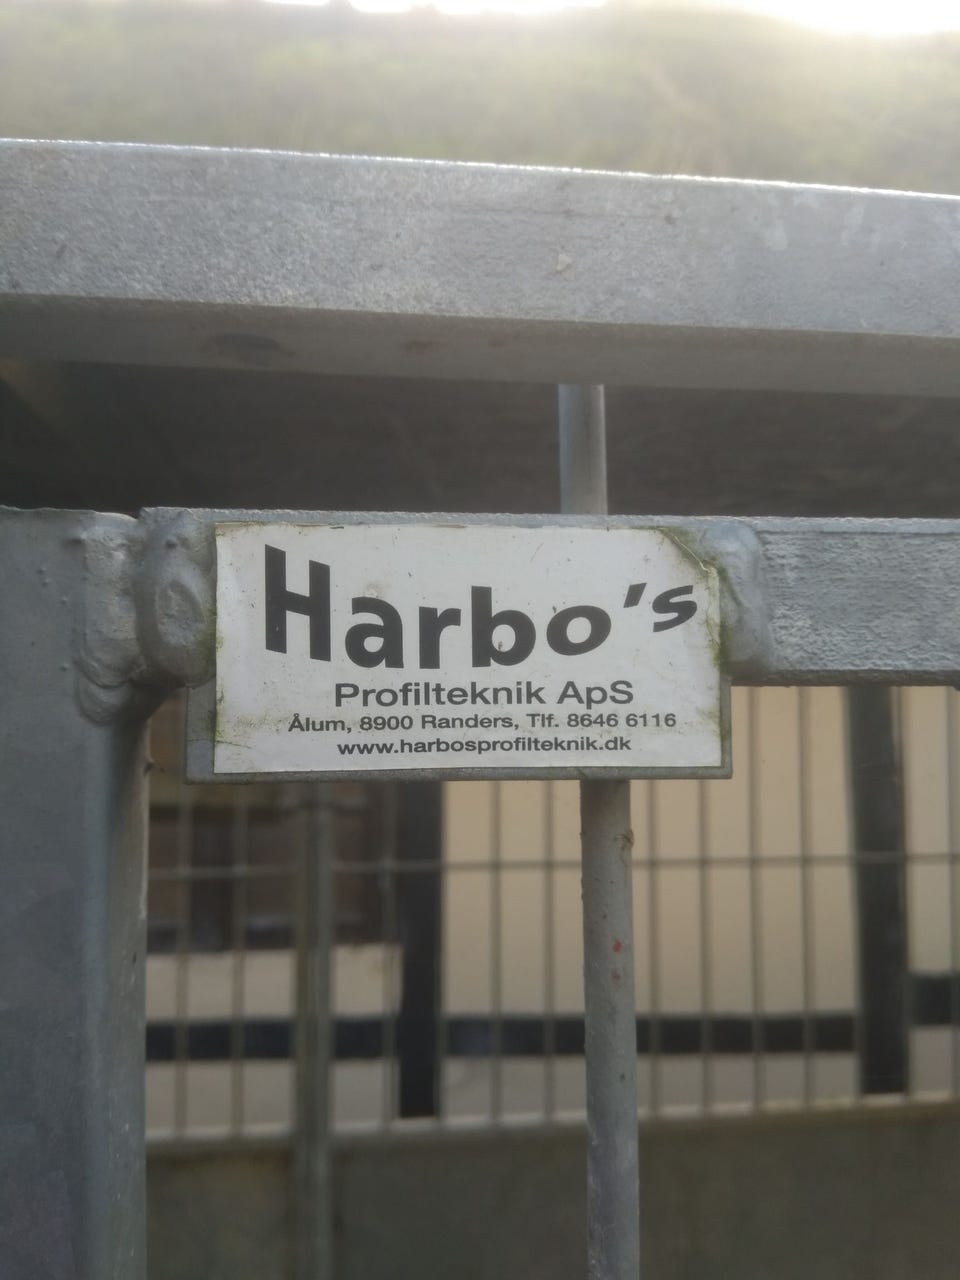 Harbo's
Profilteknik ApS
Ålum, 8900 Randers, Tlf. 8646 6116
www.harbosprofilteknik.dk